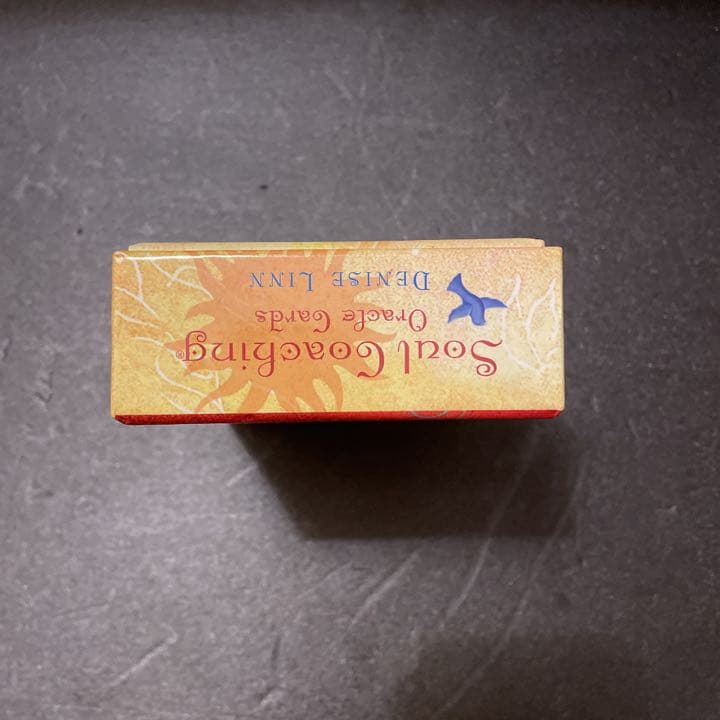 Soul Coaching®
Oracle Cards
DENISE LINN